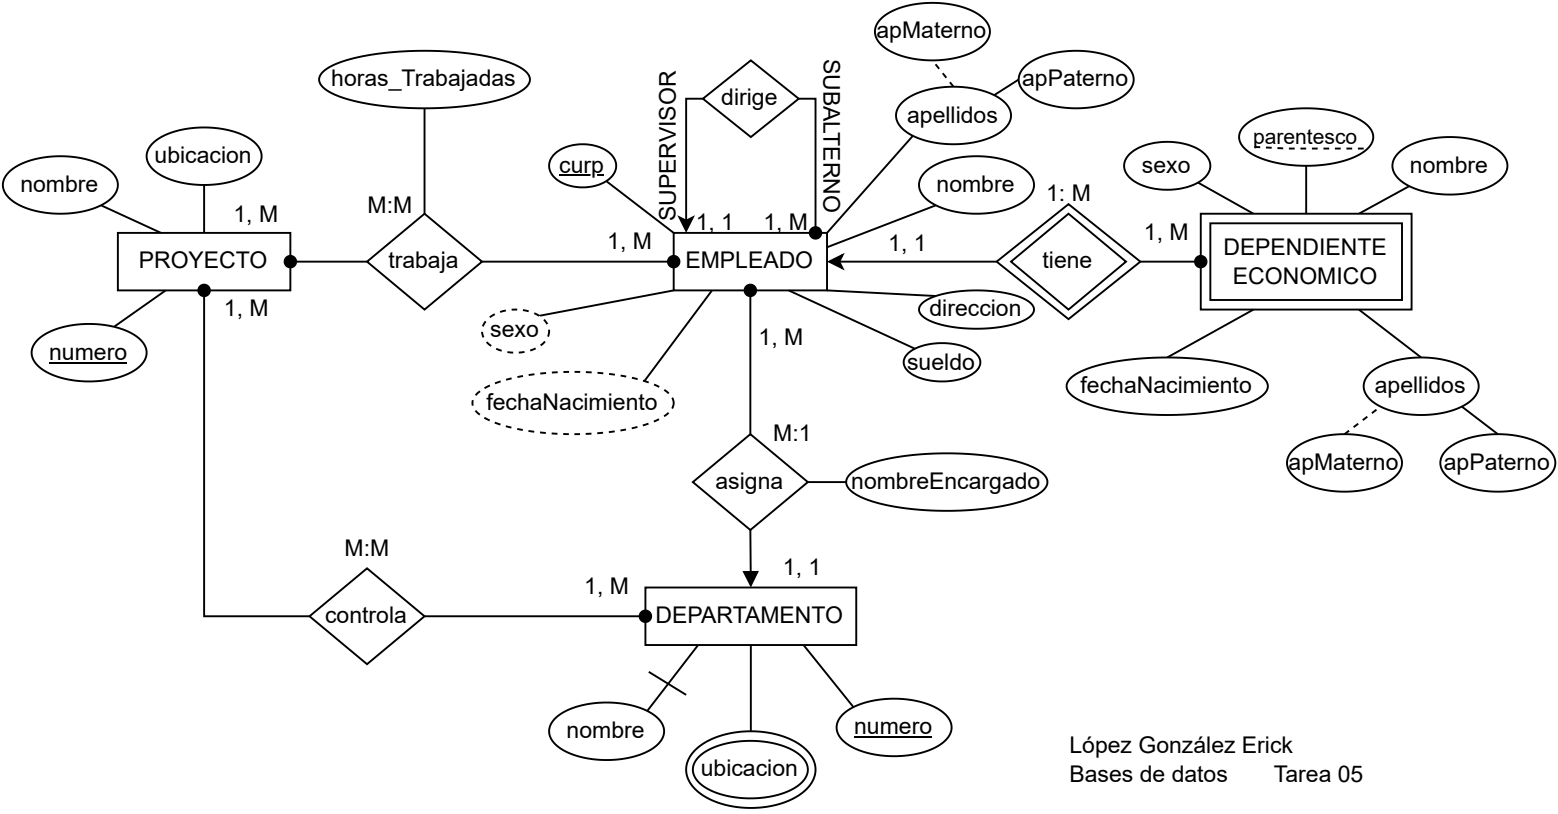 apMaterno
horas_Trabajadas
apPaterno
dirige
SUPERVISOR
SUBALTERNO
apellidos
ubicacion
curp
parentesco
sexo
nombre
nombre
nombre
M:M
1: M
1, M
1, 1
1, M
1, M
1, 1
1, M
PROYECTO
trabaja
EMPLEADO
tiene
DEPENDIENTE
ECONOMICO
1, M
direccion
sexo
1, M
numero
sueldo
fechaNacimiento
apellidos
fechaNacimiento
M:1
apMaterno
apPaterno
asigna
nombreEncargado
M:M
1, 1
1, M
controla
DEPARTAMENTO
nombre
numero
ubicacion
López González Erick
Bases de datos Tarea 05